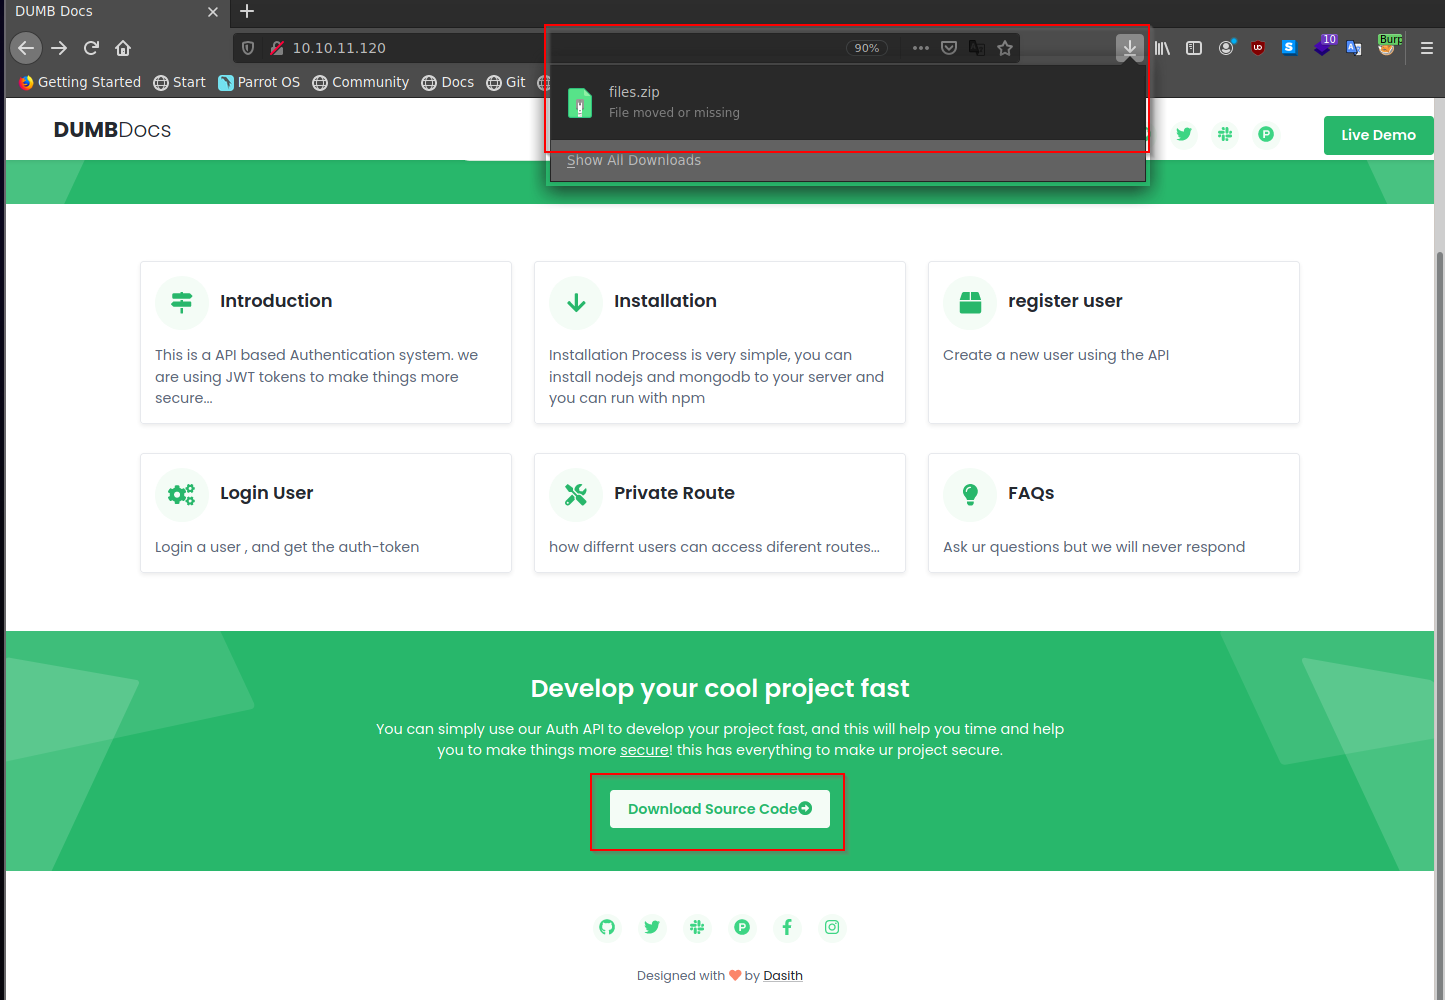 DUMB Docs
10.10.11.120
90%
10
Burp
Getting Started
Start
Parrot OS
Community
Docs
Git
files.zip
File moved or missing
Show All Downloads
DUMBDocs
Live Demo
Introduction
This is a API based Authentication system. we
are using JWT tokens to make things more
secure...
Installation
Installation Process is very simple, you can
install nodejs and mongodb to your server and
you can run with npm
register user
Create a new user using the API
Login User
Login a user , and get the auth-token
Private Route
how differnt users can access diferent routes...
FAQs
Ask ur questions but we will never respond
Develop your cool project fast
You can simply use our Auth API to develop your project fast, and this will help you time and help
you to make things more secure! this has everything to make ur project secure.
Download Source Code
Designed with by Dasith